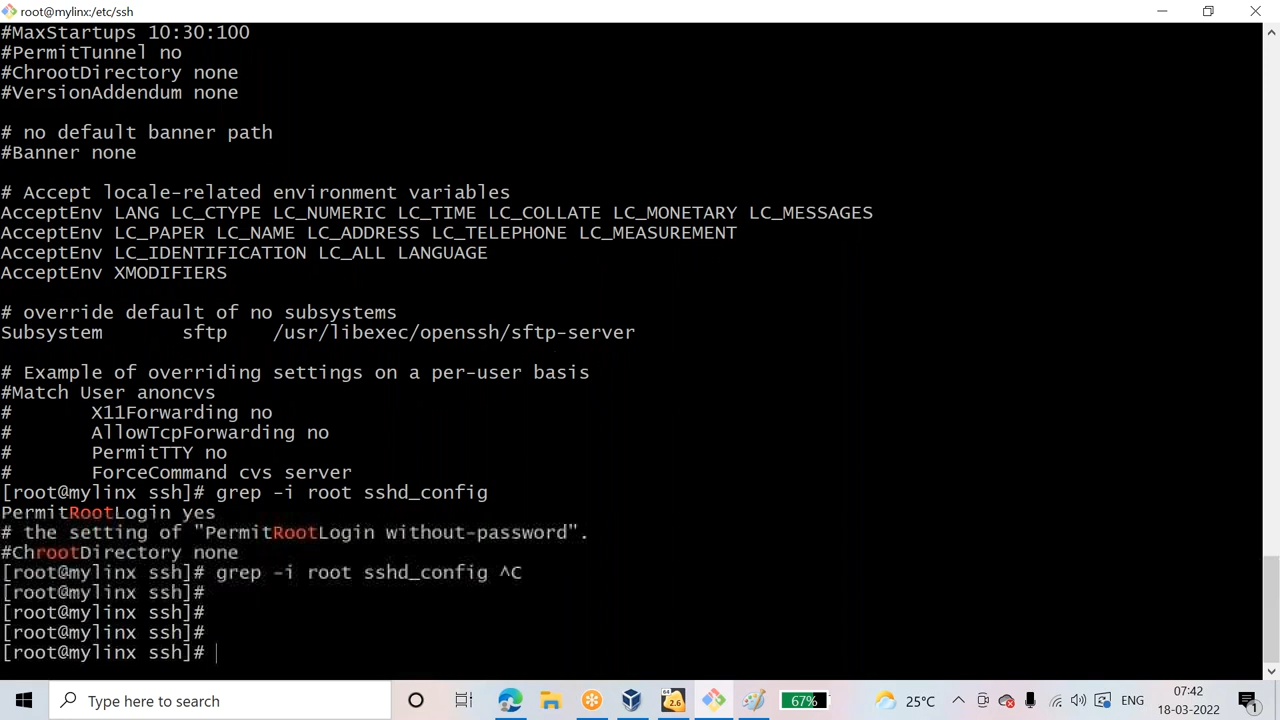 root@mylinx:/etc/ssh
#MaxStartups 10:30:100
#PermitTunnel no
#ChrootDirectory none
#VersionAddendum none
# no default banner path
#Banner none
# Accept locale-related environment variables
AcceptEnv LANG LC_CTYPE LC_NUMERIC LC_TIME LC_COLLATE LC_MONETARY LC_MESSAGES
AcceptEnv LC_PAPER LC_NAME LC_ADDRESS LC_TELEPHONE LC_MEASUREMENT
AcceptEnv LC_IDENTIFICATION LC_ALL LANGUAGE
AcceptEnv XMODIFIERS
# override default of no subsystems
Subsystem sftp /usr/libexec/openssh/sftp-server
# Example of overriding settings on a per-user basis
#Match User anoncvs
# X11Forwarding no
# AllowTcpForwarding no
# PermitTTY no
# ForceCommand cvs server
[root@mylinx ssh]# grep -i root sshd_config
PermitRootLogin yes
# the setting of "PermitRootLogin without-password".
#ChrootDirectory none
[root@mylinx ssh]# grep -i root sshd_config ^C
[root@mylinx ssh]#
[root@mylinx ssh]#
[root@mylinx ssh]#
[root@mylinx ssh]#
Type here to search
64
2.6
67%
25°C
ENG
07:42
18-03-2022
1